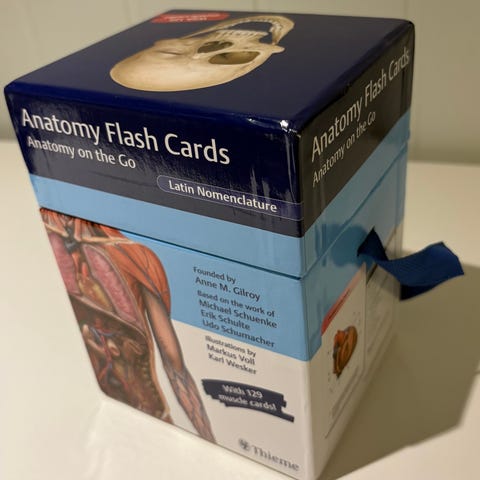 Anatomy Flash Cards
Anatomy on the Go
Latin Nomenclature
Founded by
Anne M. Gilroy
Based on the work of
Michael Schuenke
Erik Schulte
Udo Schumacher
Illustrations by
Markus Voll
Karl Wesker
With 129
muscle cards!
Thieme
Anatomy Flash Cards
Anatomy on the Go